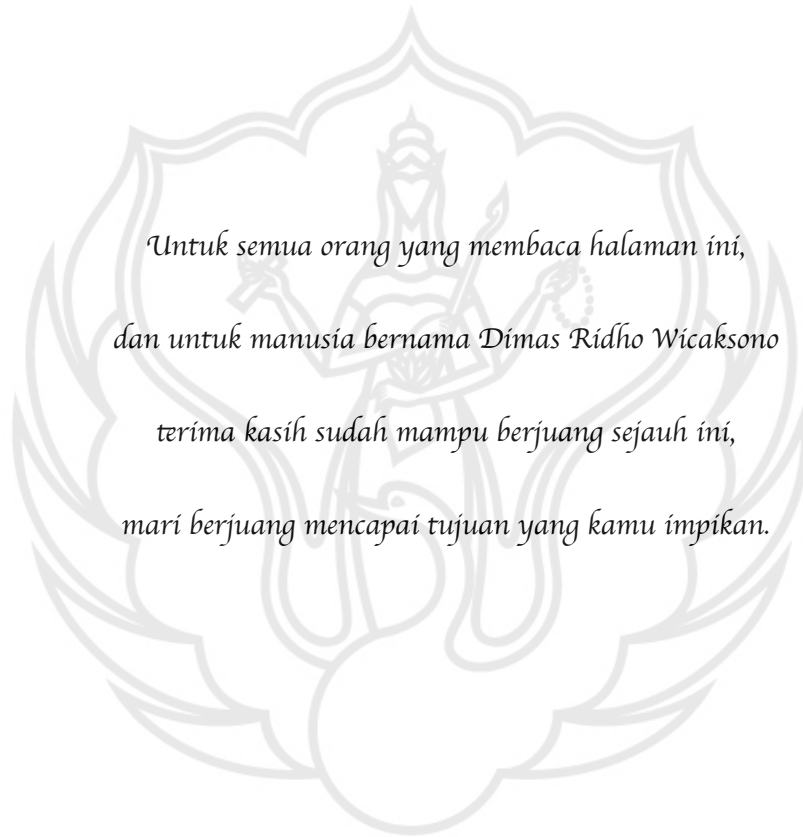 Untuk semua orang yang membaca halaman ini,
dan untuk manusia bernama Dimas Ridho Wicaksono
terima kasih sudah mampu berjuang sejauh ini,
mari berjuang mencapai tujuan yang kamu impikan.